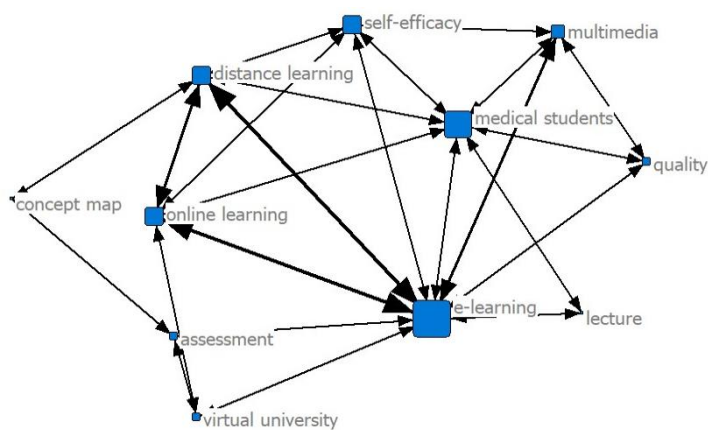 self-efficacy
multimedia
distance learning
medical students
quality
concept map
online learning
e-learning
lecture
assessment
virtual university